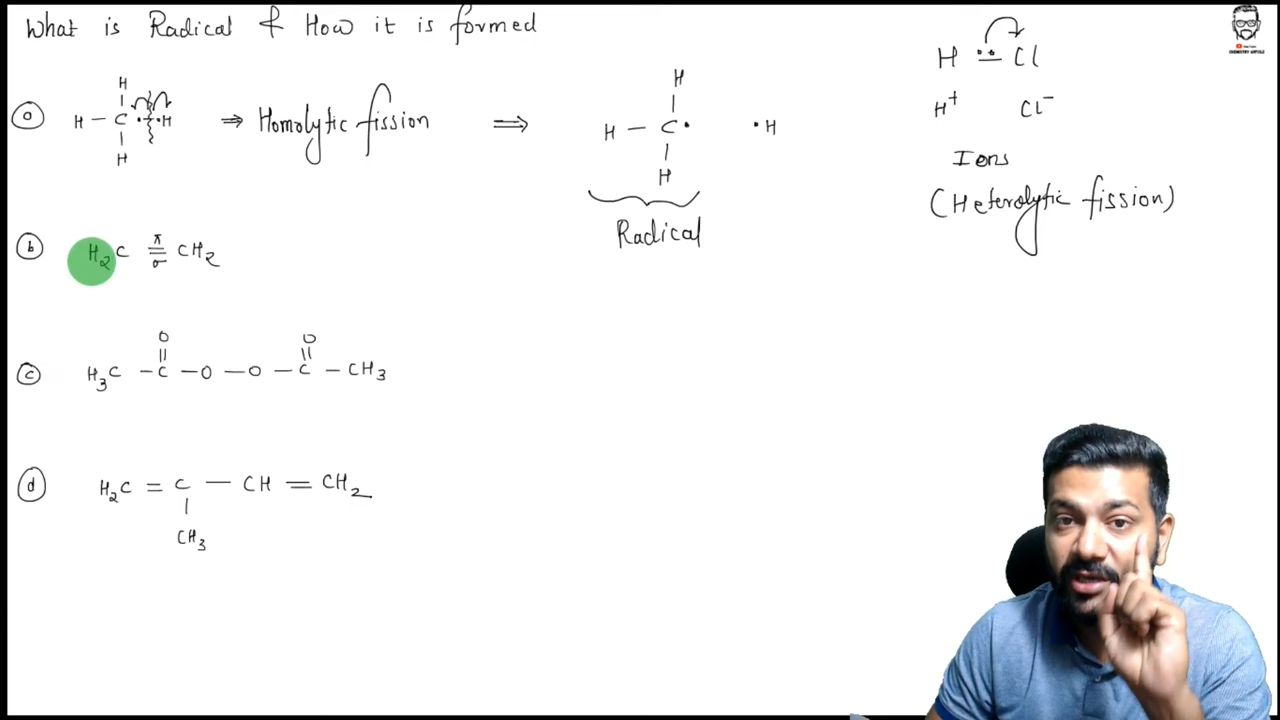 What is Radical & How it is formed
H Cl
H⁺ Cl⁻
Ions
(Heterolytic fission)
a
H
H — C · · H ⇒ Homolytic fission ⇒
H
H
H — C · · H
H
Radical
b H₂C π σ CH₂
O O
|| ||
c H₃C — C — O — O — C — CH₃
d H₂C = C — CH = CH₂
|
CH₃